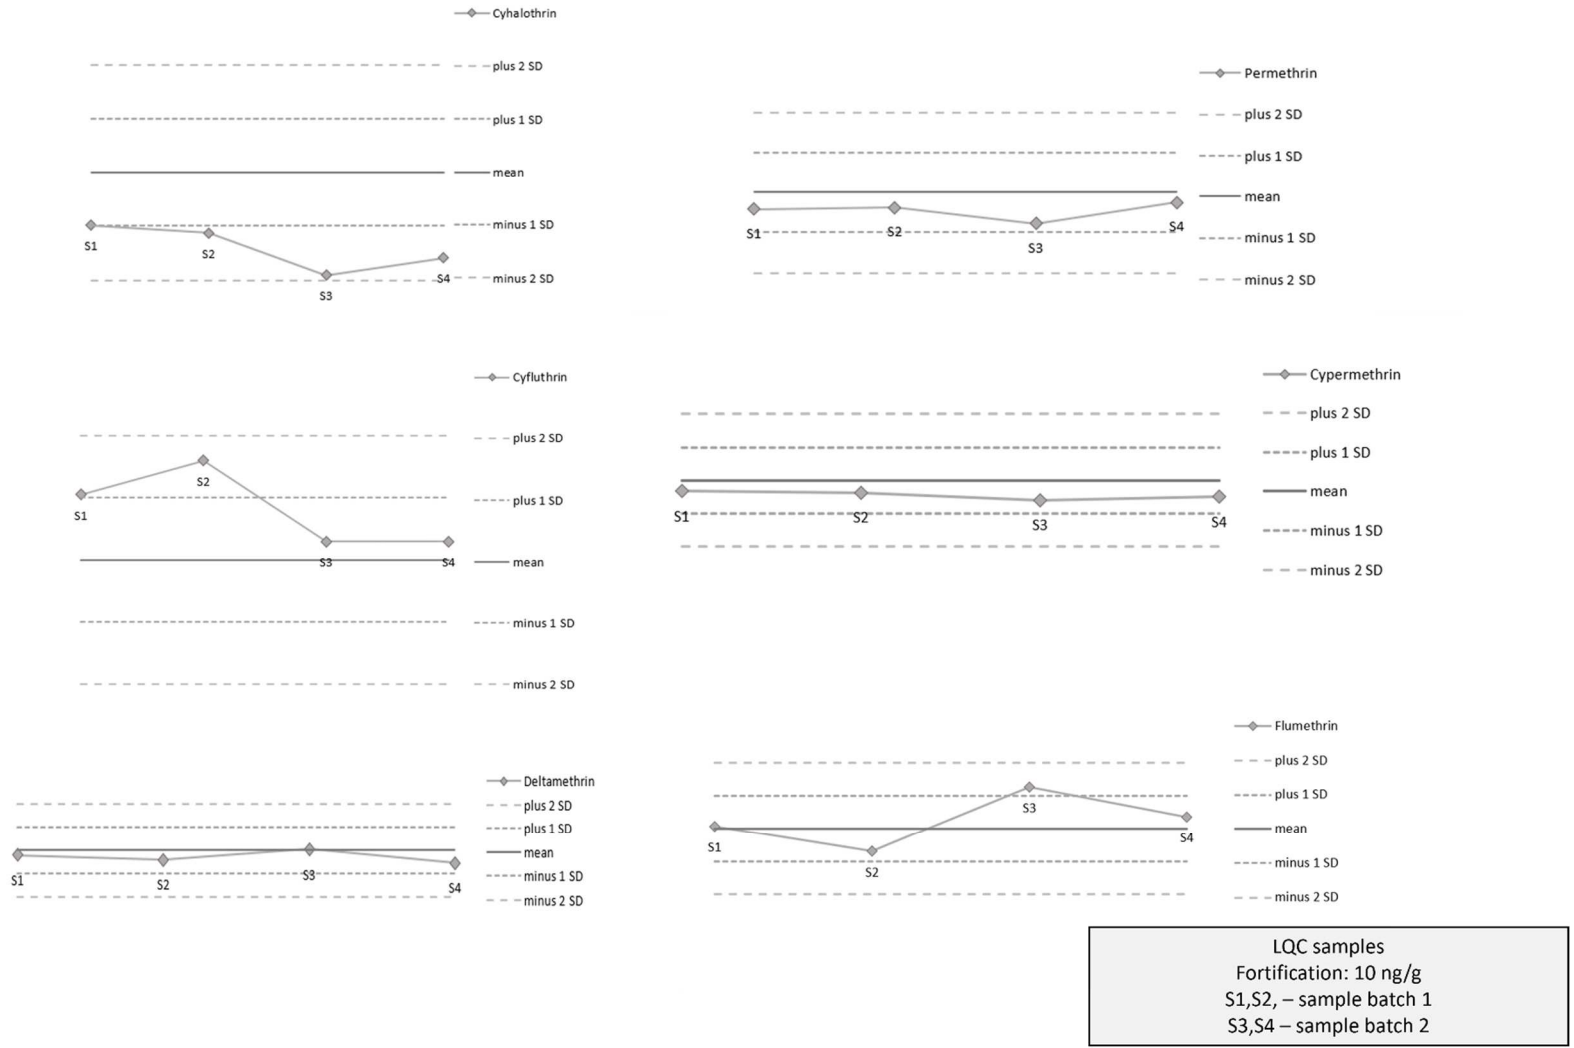 Cyhalothrin
plus 2 SD
plus 1 SD
mean
minus 1 SD
minus 2 SD
S1
S2
S3
S4
Permethrin
plus 2 SD
plus 1 SD
mean
minus 1 SD
minus 2 SD
S1
S2
S3
S4
Cyfluthrin
plus 2 SD
plus 1 SD
mean
minus 1 SD
minus 2 SD
S1
S2
S3
S4
Cypermethrin
plus 2 SD
plus 1 SD
mean
minus 1 SD
minus 2 SD
S1
S2
S3
S4
Deltamethrin
plus 2 SD
plus 1 SD
mean
minus 1 SD
minus 2 SD
S1
S2
S3
S4
Flumethrin
plus 2 SD
plus 1 SD
mean
minus 1 SD
minus 2 SD
S1
S2
S3
S4
LQC samples
Fortification: 10 ng/g
S1,S2, – sample batch 1
S3,S4 – sample batch 2